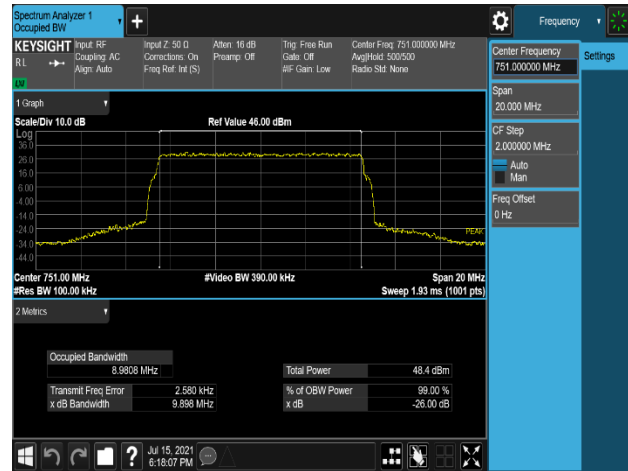 Spectrum Analyzer 1
Occupied BW
Frequency
KEYSIGHT
R L
Input: RF
Coupling: AC
Align: Auto
Input Z: 50 Ω
Corrections: On
Freq Ref: Int (S)
Atten: 16 dB
Preamp: Off
Trig: Free Run
Gate: Off
#IF Gain: Low
Center Freq: 751.000000 MHz
Avg|Hold: 500/500
Radio Std: None
Center Frequency
751.000000 MHz
Settings
Span
20.000 MHz
CF Step
2.000000 MHz
Auto
Man
Freq Offset
0 Hz
1 Graph
Scale/Div 10.0 dB
Ref Value 46.00 dBm
Log
36.0
26.0
16.0
6.00
-4.00
-14.0
-24.0
-34.0
-44.0
PEAK
Center 751.00 MHz
#Video BW 390.00 kHz
Span 20 MHz
#Res BW 100.00 kHz
Sweep 1.93 ms (1001 pts)
2 Metrics
Occupied Bandwidth
8.9808 MHz
Total Power
48.4 dBm
Transmit Freq Error
2.580 kHz
% of OBW Power
99.00 %
x dB Bandwidth
9.898 MHz
x dB
-26.00 dB
?
Jul 15, 2021
6:18:07 PM